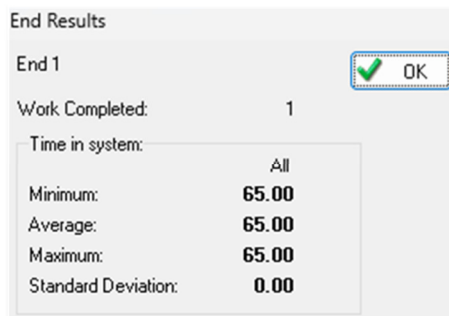 End Results
End 1
OK
Work Completed: 1
Time in system:
All
Minimum: 65.00
Average: 65.00
Maximum: 65.00
Standard Deviation: 0.00